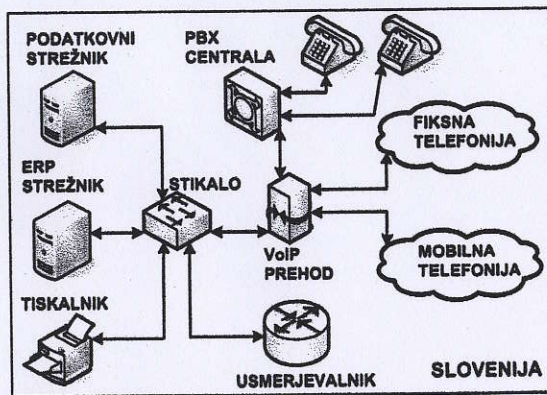 PODATKOVNI
STREŽNIK
PBX
CENTRALA
FIKSNA
TELEFONIJA
ERP
STREŽNIK
STIKALO
VoIP
PREHOD
MOBILNA
TELEFONIJA
TISKALNIK
USMERJEVALNIK
SLOVENIJA